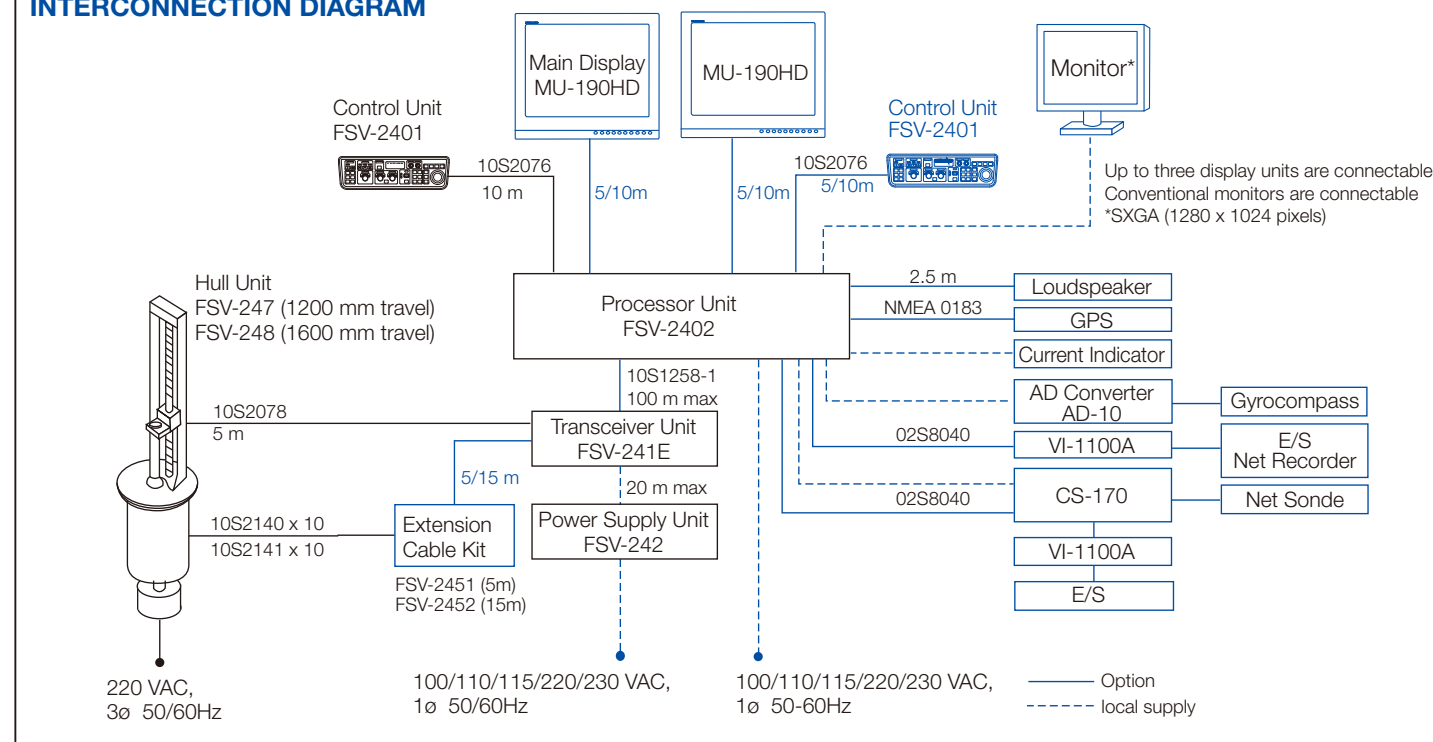 INTERCONNECTION DIAGRAM
Main Display
MU-190HD
MU-190HD
Monitor*
Control Unit
FSV-2401
Control Unit
FSV-2401
10S2076
10 m
5/10m
5/10m
10S2076
5/10m
Up to three display units are connectable
Conventional monitors are connectable
*SXGA (1280 x 1024 pixels)
Hull Unit
FSV-247 (1200 mm travel)
FSV-248 (1600 mm travel)
Processor Unit
FSV-2402
2.5 m
Loudspeaker
NMEA 0183
GPS
Current Indicator
10S1258-1
100 m max
AD Converter
AD-10
Gyrocompass
10S2078
5 m
Transceiver Unit
FSV-241E
02S8040
VI-1100A
E/S
Net Recorder
5/15 m
20 m max
02S8040
CS-170
Net Sonde
10S2140 x 10
10S2141 x 10
Extension
Cable Kit
Power Supply Unit
FSV-242
VI-1100A
FSV-2451 (5m)
FSV-2452 (15m)
E/S
220 VAC,
3ø 50/60Hz
100/110/115/220/230 VAC,
1ø 50/60Hz
100/110/115/220/230 VAC,
1ø 50-60Hz
Option
local supply